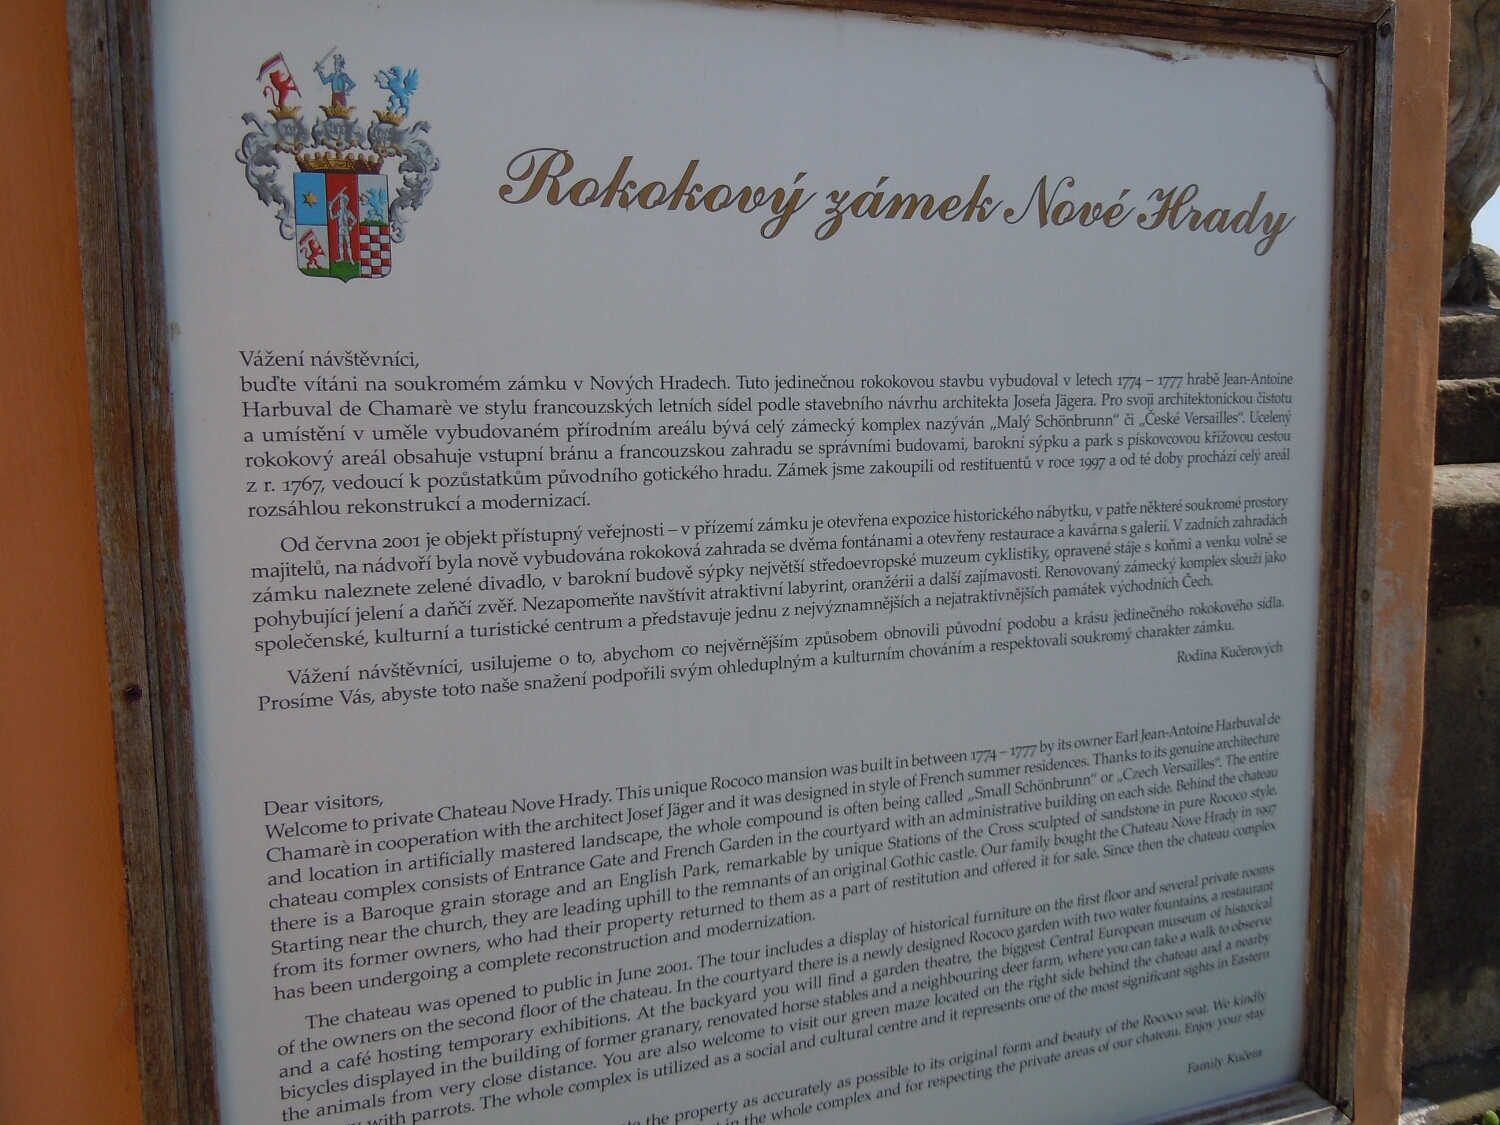 Rokokový zámek Nové Hrady
Vážení návštěvníci,
buďte vítáni na soukromém zámku v Nových Hradech. Tuto jedinečnou rokokovou stavbu vybudoval v letech 1774 – 1777 hrabě Jean-Antoine
Harbuval de Chamarè ve stylu francouzských letních sídel podle stavebního návrhu architekta Josefa Jägera. Pro svoji architektonickou čistotu
a umístění v uměle vybudovaném přírodním areálu bývá celý zámecký komplex nazýván „Malý Schönbrunn“ či „České Versailles“. Ucelený
rokokový areál obsahuje vstupní bránu a francouzskou zahradu se správními budovami, barokní sýpku a park s pískovcovou křížovou cestou
z r. 1767, vedoucí k pozůstatkům původního gotického hradu. Zámek jsme zakoupili od restituentů v roce 1997 a od té doby prochází celý areál
rozsáhlou rekonstrukcí a modernizací.
Od června 2001 je objekt přístupný veřejnosti – v přízemí zámku je otevřena expozice historického nábytku, v patře některé soukromé prostory
majitelů, na nádvoří byla nově vybudována rokoková zahrada se dvěma fontánami a otevřeny restaurace a kavárna s galerií. V zadních zahradách
zámku naleznete zelené divadlo, v barokní budově sýpky největší středoevropské muzeum cyklistiky, opravené stáje s koňmi a venku volně se
pohybující jelení a daňčí zvěř. Nezapomeňte navštívit atraktivní labyrint, oranžérii a další zajímavosti. Renovovaný zámecký komplex slouží jako
společenské, kulturní a turistické centrum a představuje jednu z nejvýznamnějších a nejatraktivnějších památek východních Čech.
Vážení návštěvníci, usilujeme o to, abychom co nejvěrnějším způsobem obnovili původní podobu a krásu jedinečného rokokového sídla.
Prosíme Vás, abyste toto naše snažení podpořili svým ohleduplným a kulturním chováním a respektovali soukromý charakter zámku.
Rodina Kučerových
Dear visitors,
Welcome to private Chateau Nove Hrady. This unique Rococo mansion was built in between 1774 – 1777 by its owner Earl Jean-Antoine Harbuval de
Chamarè in cooperation with the architect Josef Jäger and it was designed in style of French summer residences. Thanks to its genuine architecture
and location in artificially mastered landscape, the whole compound is often being called „Small Schönbrunn“ or „Czech Versailles“. The entire
chateau complex consists of Entrance Gate and French Garden in the courtyard with an administrative building on each side. Behind the chateau
there is a Baroque grain storage and an English Park, remarkable by unique Stations of the Cross sculpted of sandstone in pure Rococo style.
Starting near the church, they are leading uphill to the remnants of an original Gothic castle. Our family bought the Chateau Nove Hrady in 1997
from its former owners, who had their property returned to them as a part of restitution and offered it for sale. Since then the chateau complex
has been undergoing a complete reconstruction and modernization.
The chateau was opened to public in June 2001. The tour includes a display of historical furniture on the first floor and several private rooms
of the owners on the second floor of the chateau. In the courtyard there is a newly designed Rococo garden with two water fountains, a restaurant
and a café hosting temporary exhibitions. At the backyard you will find a garden theatre, the biggest Central European museum of historical
bicycles displayed in the building of former granary, renovated horse stables and a neighbouring deer farm, where you can take a walk to observe
the animals from very close distance. You are also welcome to visit our green maze located on the right side behind the chateau and a nearby
with parrots. The whole complex is utilized as a social and cultural centre and it represents one of the most significant sights in Eastern
the property as accurately as possible to its original form and beauty of the Rococo seat. We kindly
in the whole complex and for respecting the private areas of our chateau. Enjoy your stay
Family Kučera